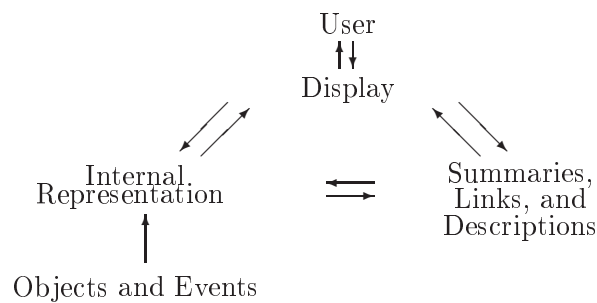 User
Display
Internal
Representation
Summaries,
Links, and
Descriptions
Objects and Events